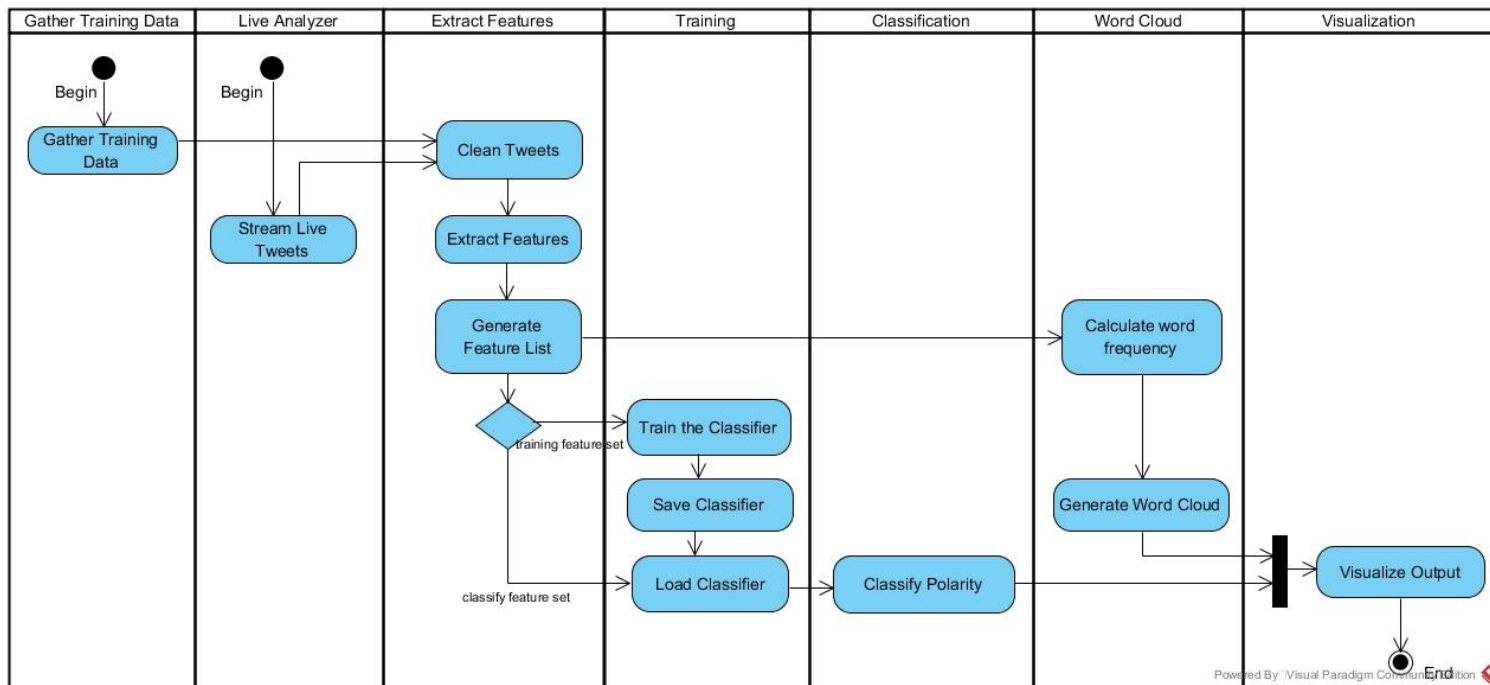 Gather Training Data
Live Analyzer
Extract Features
Training
Classification
Word Cloud
Visualization
Begin
Begin
Gather Training
Data
Stream Live
Tweets
Clean Tweets
Extract Features
Generate
Feature List
training feature set
classify feature set
Train the Classifier
Save Classifier
Load Classifier
Classify Polarity
Calculate word
frequency
Generate Word Cloud
Visualize Output
End
Powered By Visual Paradigm Community Edition